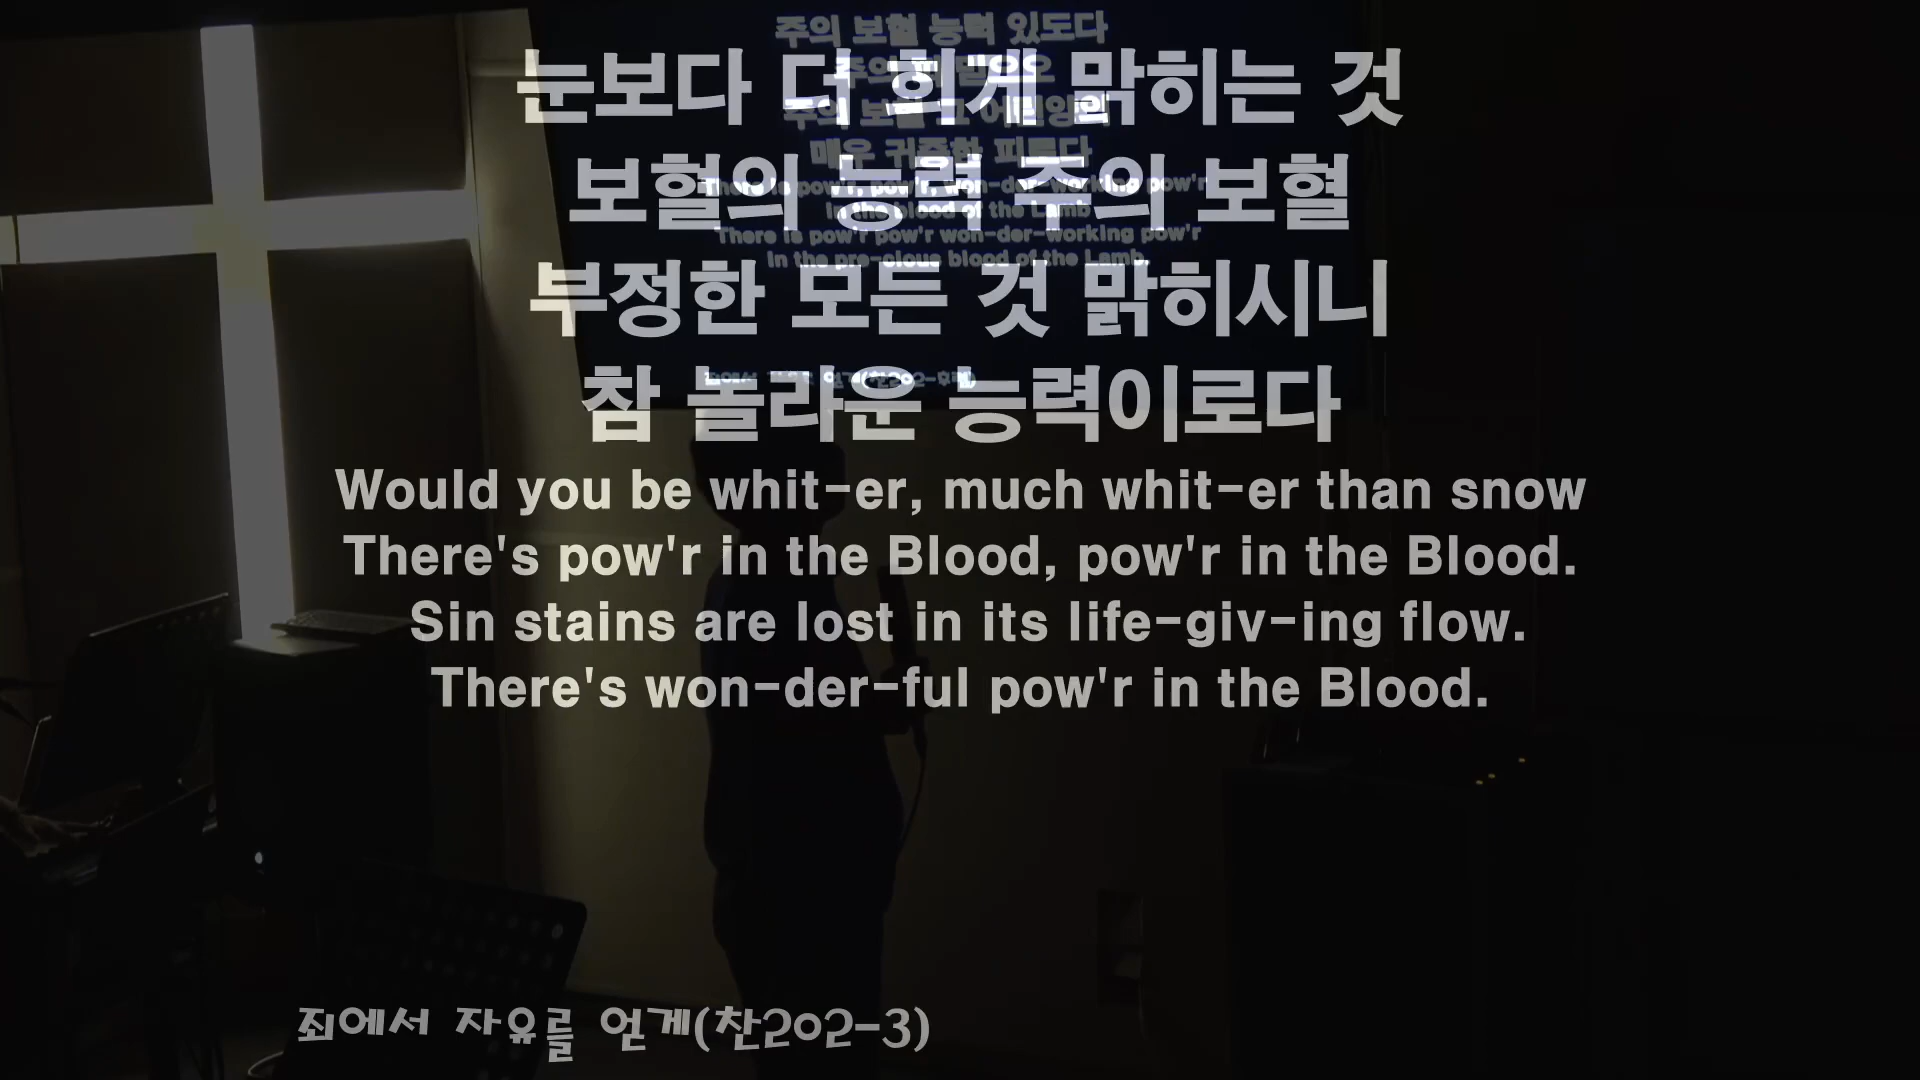 주의 보혈 능력 있도다
주의 피 믿으오
주의 보혈 그 어린양의
매우 귀중한 피로다
There is pow'r, pow'r, won-der-working pow'r
In the blood of the Lamb
There is pow'r pow'r won-der-working pow'r
In the pre-cious blood of the Lamb.
눈보다 더 희게 맑히는 것
보혈의 능력 주의 보혈
부정한 모든 것 맑히시니
참 놀라운 능력이로다
Would you be whit-er, much whit-er than snow
There's pow'r in the Blood, pow'r in the Blood.
Sin stains are lost in its life-giv-ing flow.
There's won-der-ful pow'r in the Blood.
죄에서 자유를 얻게(찬202-3)